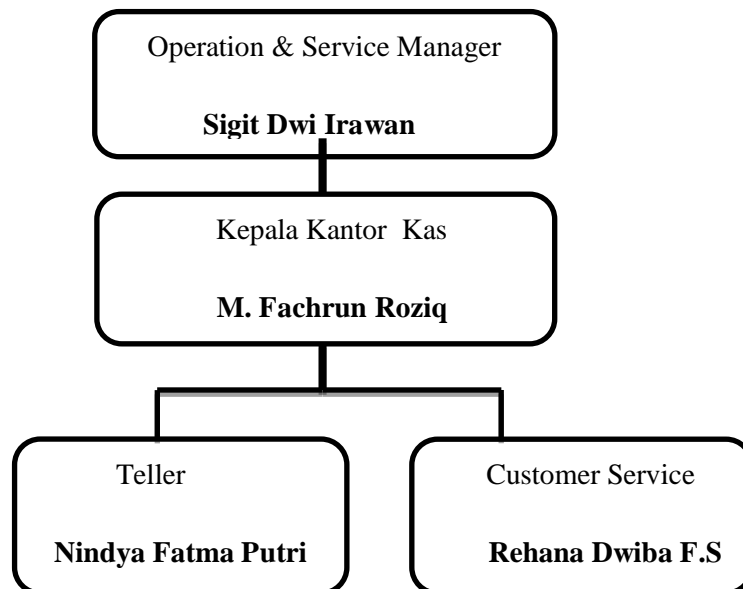 Operation & Service Manager
Sigit Dwi Irawan
Kepala Kantor Kas
M. Fachrun Roziq
Teller
Nindya Fatma Putri
Customer Service
Rehana Dwiba F.S